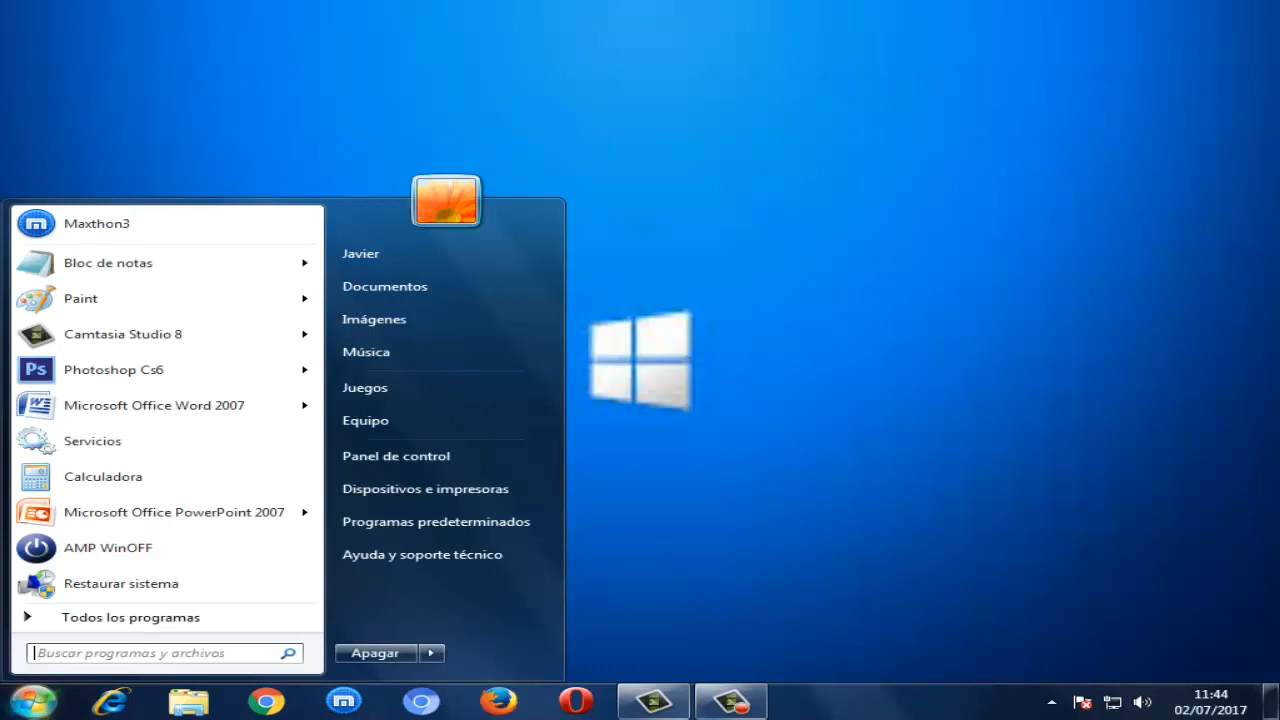 Maxthon3
Bloc de notas
Paint
Camtasia Studio 8
Ps
Photoshop Cs6
Microsoft Office Word 2007
Servicios
Calculadora
Microsoft Office PowerPoint 2007
AMP WinOFF
Restaurar sistema
Todos los programas
Buscar programas y archivos
Javier
Documentos
Imágenes
Música
Juegos
Equipo
Panel de control
Dispositivos e impresoras
Programas predeterminados
Ayuda y soporte técnico
Apagar
11:44
02/07/2017